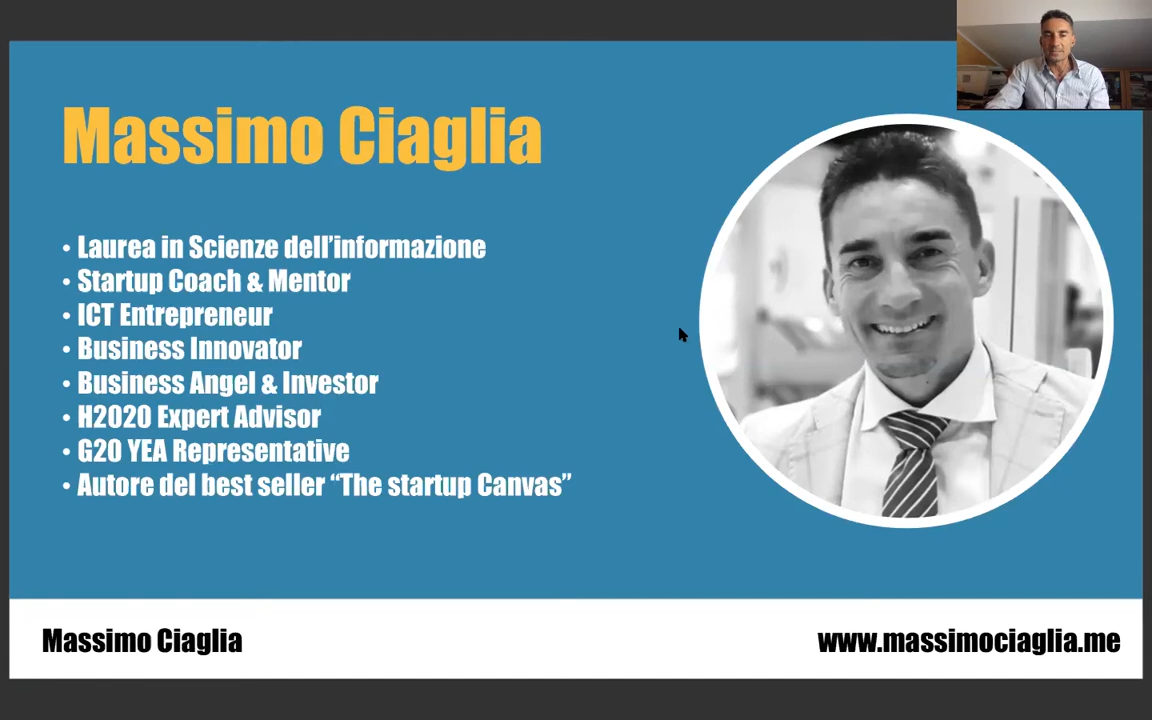 Massimo Ciaglia
• Laurea in Scienze dell’informazione
• Startup Coach & Mentor
• ICT Entrepreneur
• Business Innovator
• Business Angel & Investor
• H2020 Expert Advisor
• G20 YEA Representative
• Autore del best seller “The startup Canvas”
Massimo Ciaglia
www.massimociaglia.me